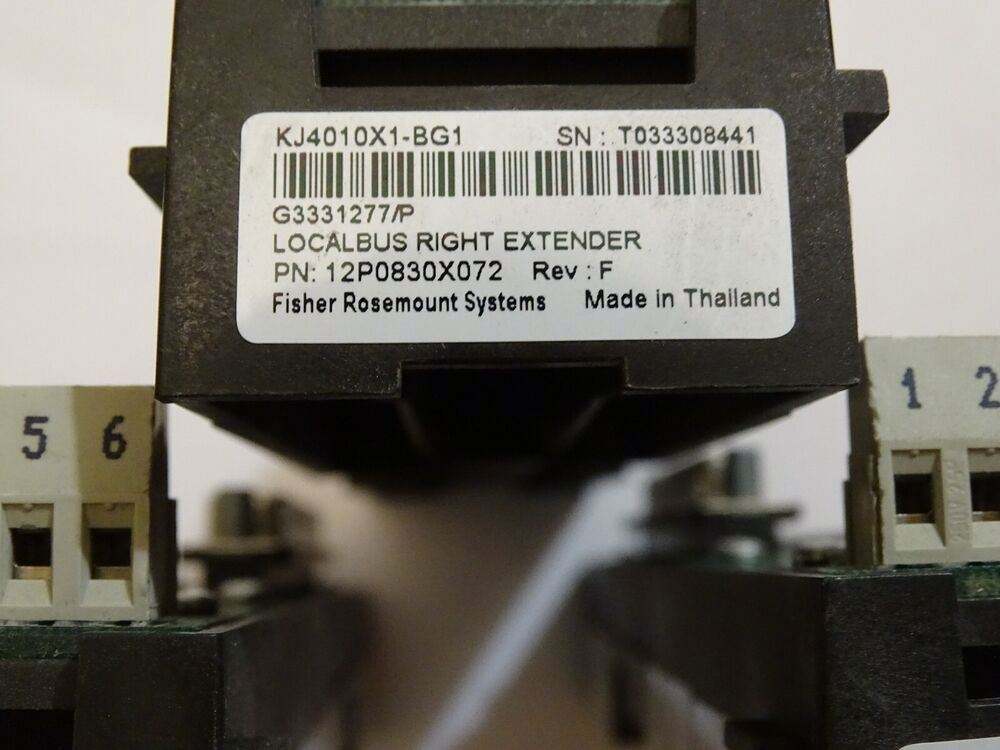 KJ4010X1-BG1 SN : T033308441
G3331277/P
LOCALBUS RIGHT EXTENDER
PN: 12P0830X072 Rev : F
Fisher Rosemount Systems Made in Thailand
5 6
1 2